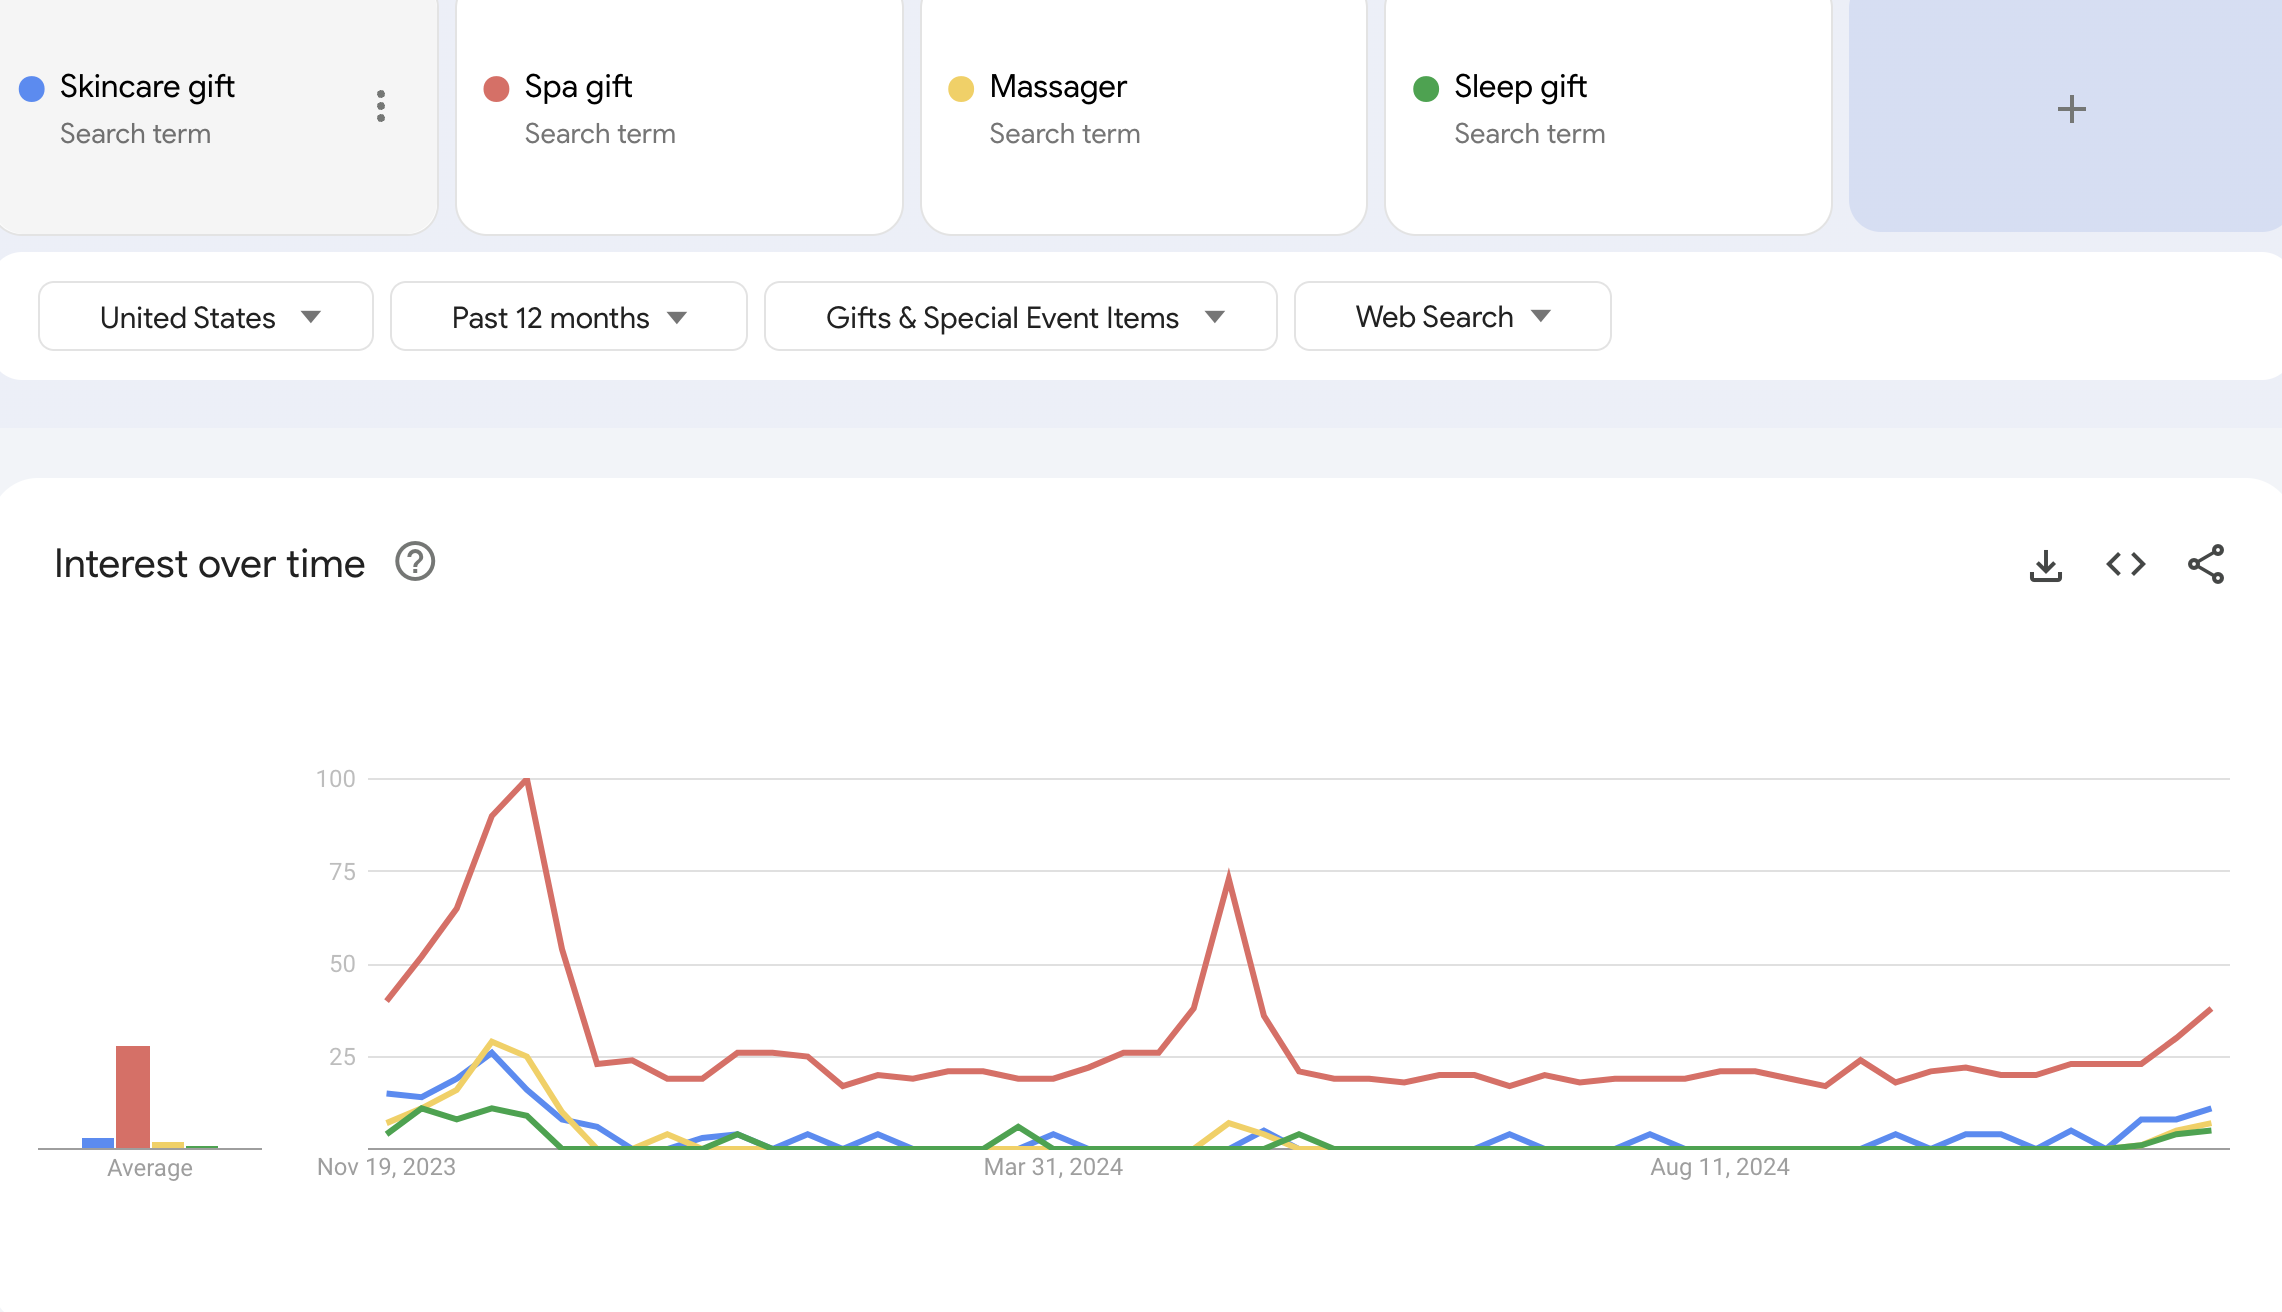 Skincare gift
Search term
Spa gift
Search term
Massager
Search term
Sleep gift
Search term
+
United States
Past 12 months
Gifts & Special Event Items
Web Search
Interest over time
?
100
75
50
25
Average
Nov 19, 2023
Mar 31, 2024
Aug 11, 2024